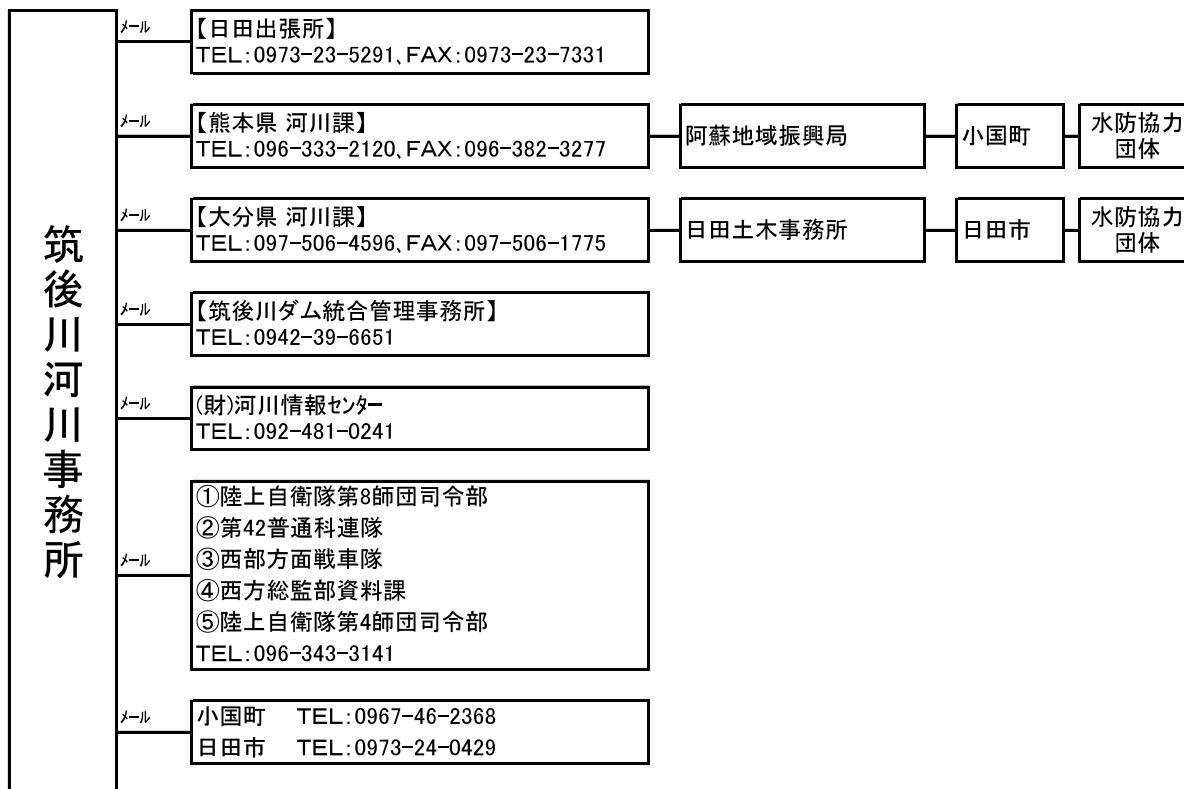 筑後川河川事務所
メール
【日田出張所】
TEL:0973-23-5291、FAX:0973-23-7331
メール
【熊本県 河川課】
TEL:096-333-2120、FAX:096-382-3277
阿蘇地域振興局
小国町
水防協力
団体
メール
【大分県 河川課】
TEL:097-506-4596、FAX:097-506-1775
日田土木事務所
日田市
水防協力
団体
メール
【筑後川ダム統合管理事務所】
TEL:0942-39-6651
メール
(財)河川情報センター
TEL:092-481-0241
メール
①陸上自衛隊第8師団司令部
②第42普通科連隊
③西部方面戦車隊
④西方総監部資料課
⑤陸上自衛隊第4師団司令部
TEL:096-343-3141
メール
小国町 TEL:0967-46-2368
日田市 TEL:0973-24-0429